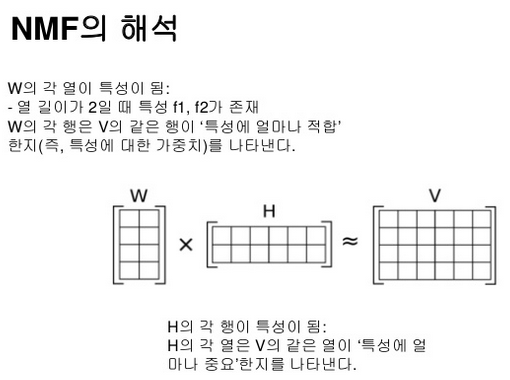 NMF의 해석
W의 각 열이 특성이 됨:
- 열 길이가 2일 때 특성 f1, f2가 존재
W의 각 행은 V의 같은 행이 ‘특성에 얼마나 적합’
한지(즉, 특성에 대한 가중치)를 나타낸다.
W
H
V
×
≈
H의 각 행이 특성이 됨:
H의 각 열은 V의 같은 열이 ‘특성에 얼
마나 중요’한지를 나타낸다.